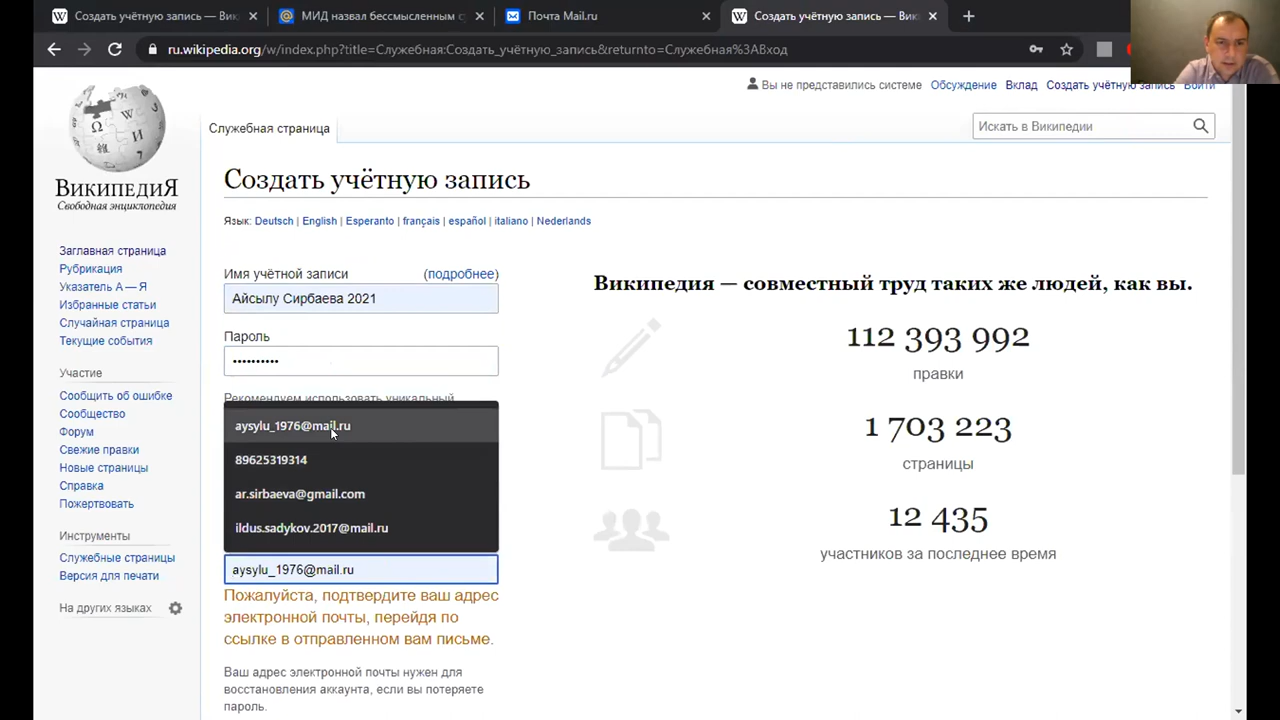 Создать учётную запись — Вики
МИД назвал бессмысленным с
Почта Mail.ru
Создать учётную запись — Вики
ru.wikipedia.org/w/index.php?title=Служебная:Создать_учётную_запись&returnto=Служебная%3AВход
Вы не представились системе
Обсуждение
Вклад
Создать учётную запись
Войти
Служебная страница
Искать в Википедии
ВИКИПЕДИЯ
Свободная энциклопедия
Создать учётную запись
Язык: Deutsch | English | Esperanto | français | español | italiano | Nederlands
Заглавная страница
Рубрикация
Указатель А — Я
Избранные статьи
Случайная страница
Текущие события
Участие
Сообщить об ошибке
Сообщество
Форум
Свежие правки
Новые страницы
Справка
Пожертвовать
Инструменты
Служебные страницы
Версия для печати
На других языках
Имя учётной записи (подробнее)
Айсылу Сирбаева 2021
Пароль
••••••••••
Рекомендуем использовать уникальный
aysylu_1976@mail.ru
89625319314
ar.sirbaeva@gmail.com
ildus.sadykov.2017@mail.ru
aysylu_1976@mail.ru
Пожалуйста, подтвердите ваш адрес
электронной почты, перейдя по
ссылке в отправленном вам письме.
Ваш адрес электронной почты нужен для
восстановления аккаунта, если вы потеряете
пароль.
Википедия — совместный труд таких же людей, как вы.
112 393 992
правки
1 703 223
страницы
12 435
участников за последнее время